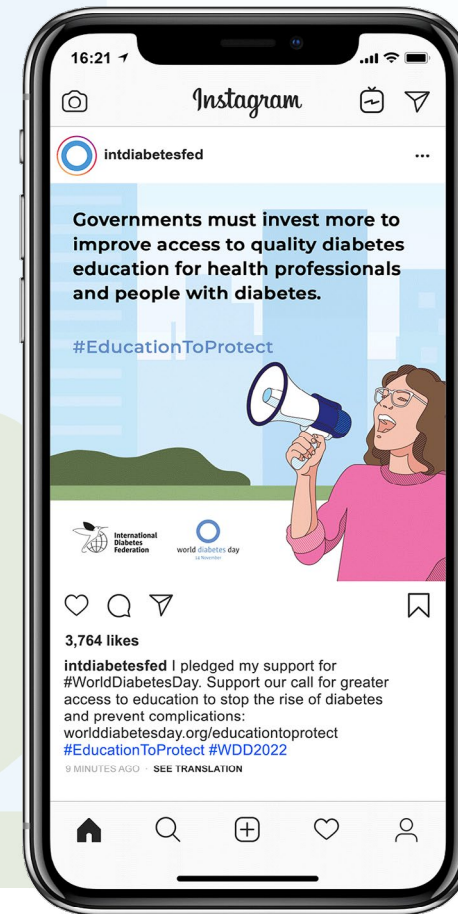 16:21
Instagram
intdiabetesfed
Governments must invest more to
improve access to quality diabetes
education for health professionals
and people with diabetes.
#EducationToProtect
International
Diabetes
Federation
world diabetes day
14 November
3,764 likes
intdiabetesfed I pledged my support for
#WorldDiabetesDay. Support our call for greater
access to education to stop the rise of diabetes
and prevent complications:
worlddiabetesday.org/educationtoprotect
#EducationToProtect #WDD2022
9 MINUTES AGO · SEE TRANSLATION